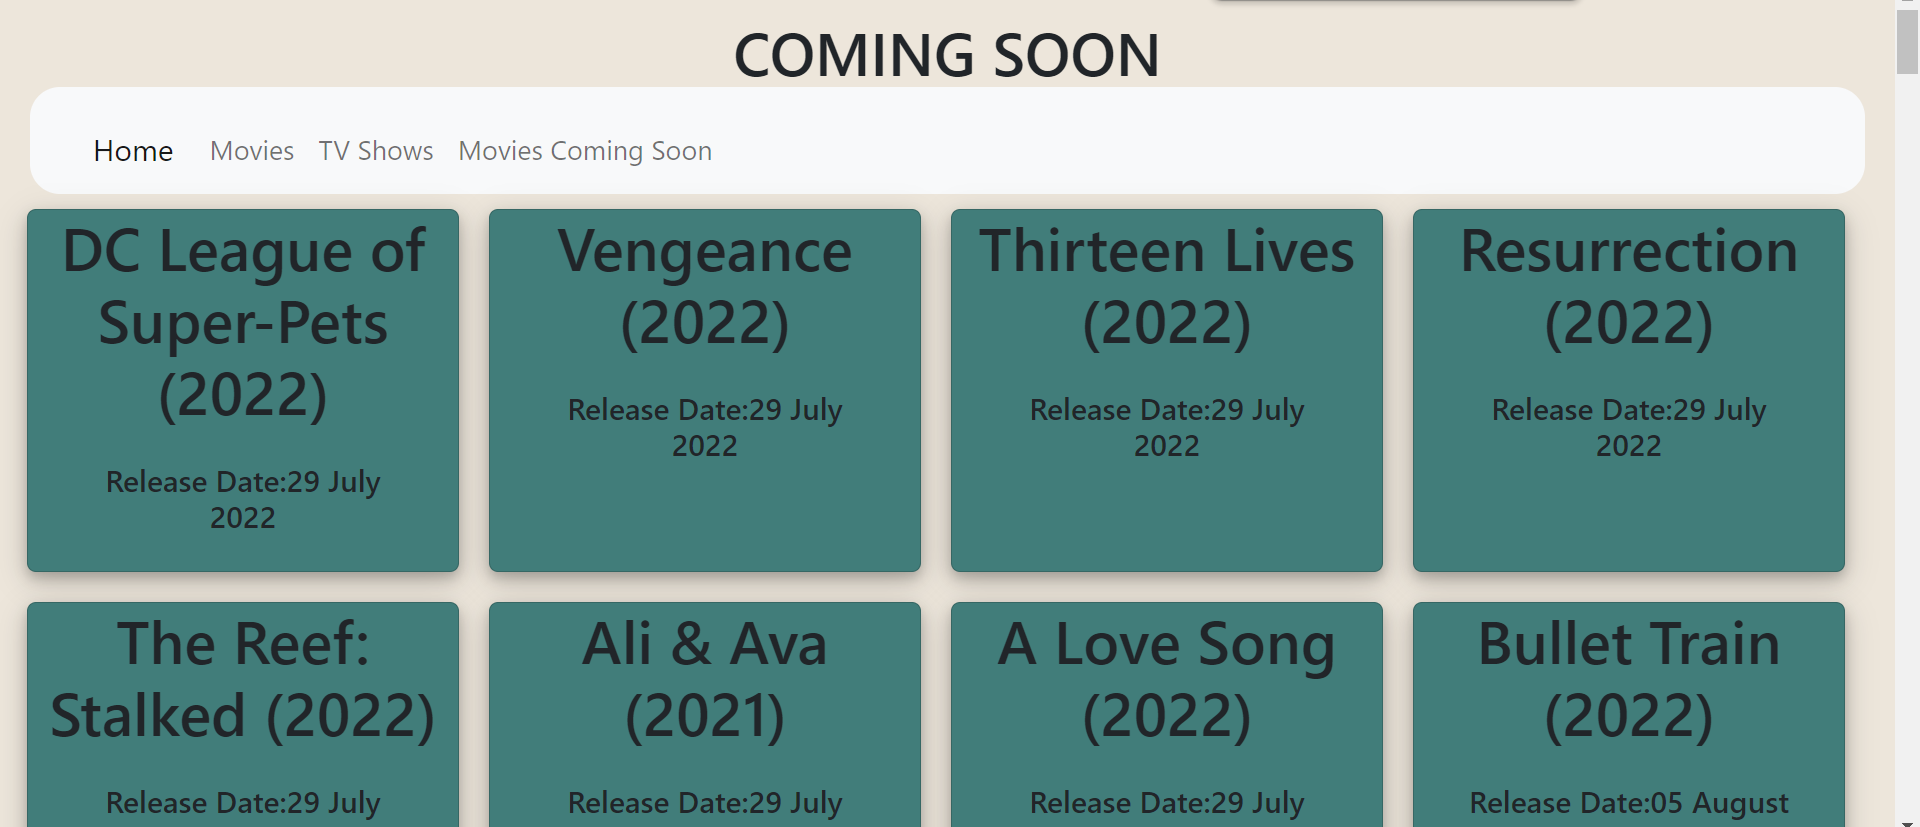 COMING SOON
Home Movies TV Shows Movies Coming Soon
DC League of
Super-Pets
(2022)
Release Date:29 July
2022
Vengeance
(2022)
Release Date:29 July
2022
Thirteen Lives
(2022)
Release Date:29 July
2022
Resurrection
(2022)
Release Date:29 July
2022
The Reef:
Stalked (2022)
Release Date:29 July
Ali & Ava
(2021)
Release Date:29 July
A Love Song
(2022)
Release Date:29 July
Bullet Train
(2022)
Release Date:05 August